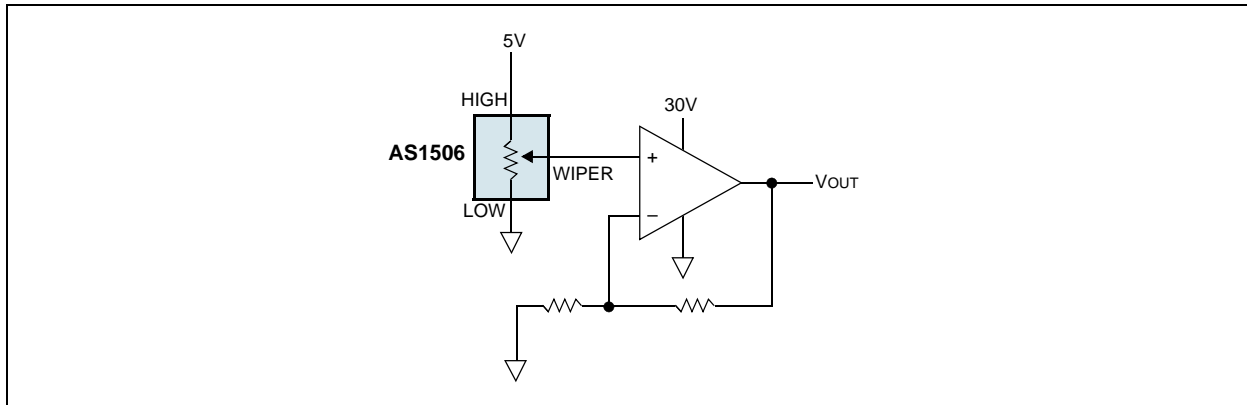 5V
HIGH
30V
AS1506
+
WIPER
VOUT
LOW
−